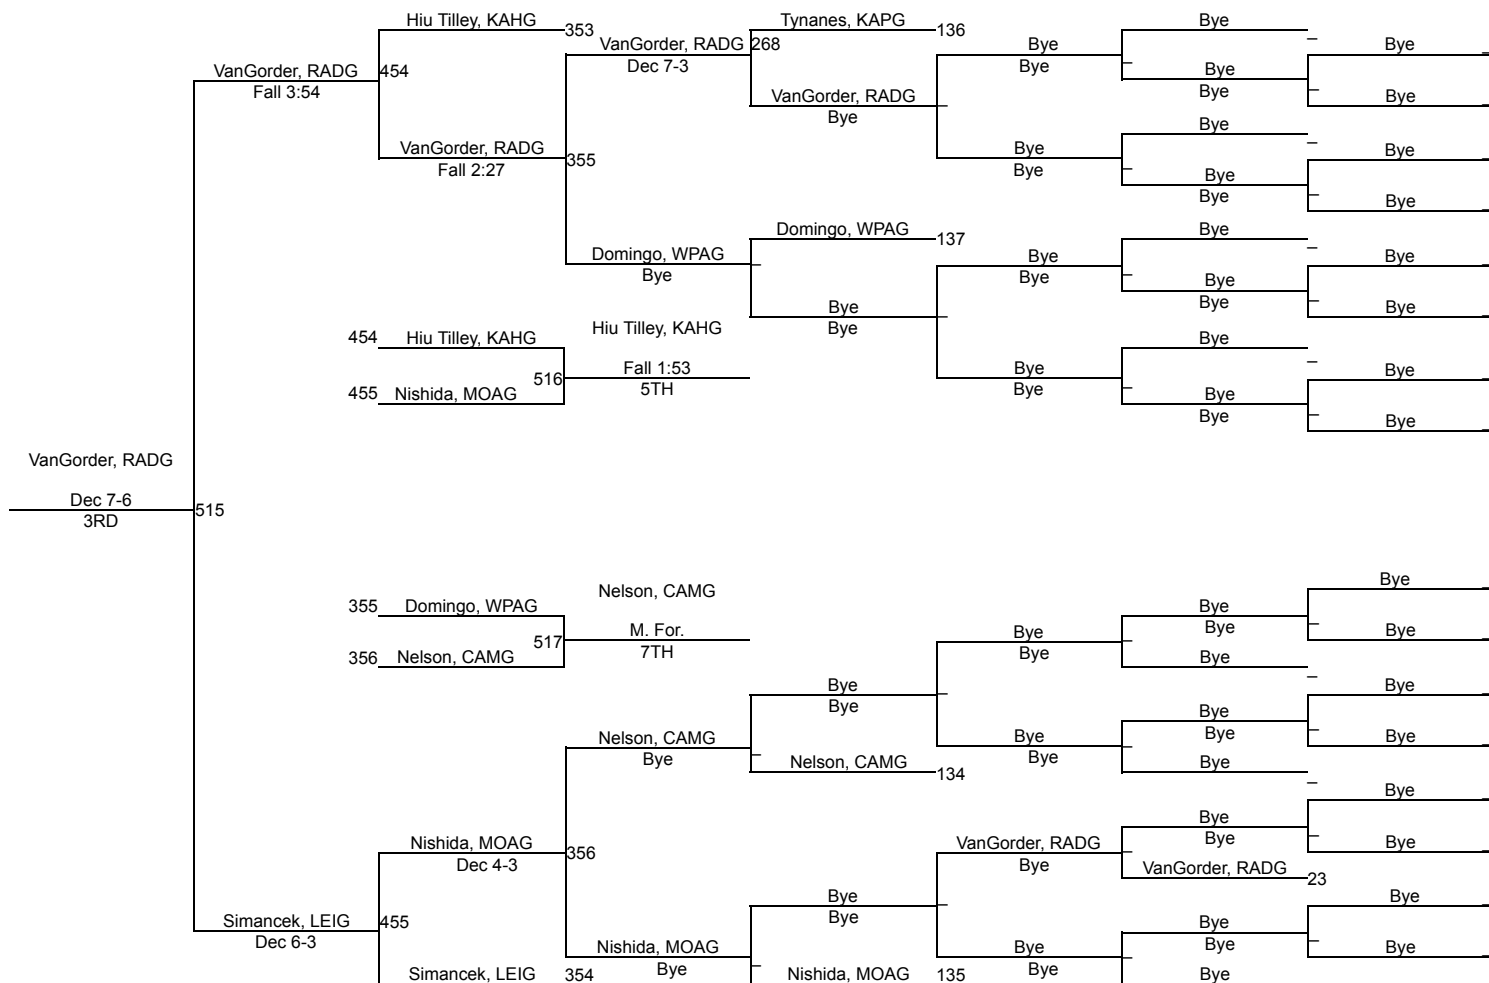 Hiu Tilley, KAHG
353
Tynanes, KAPG
136
Bye
VanGorder, RADG
268
Dec 7-3
Bye
Bye
Bye
VanGorder, RADG
454
Fall 3:54
Bye
Bye
Bye
VanGorder, RADG
Bye
Bye
VanGorder, RADG
355
Fall 2:27
Bye
Bye
Bye
Bye
Bye
Bye
Domingo, WPAG
137
Bye
Domingo, WPAG
Bye
Bye
Bye
Bye
Bye
Bye
Bye
Bye
Bye
454
Hiu Tilley, KAHG
Hiu Tilley, KAHG
Bye
516
Fall 1:53
5TH
Bye
Bye
Bye
455
Nishida, MOAG
Bye
Bye
Bye
VanGorder, RADG
Dec 7-6
3RD
515
Nelson, CAMG
Bye
355
Domingo, WPAG
Bye
Bye
517
M. For.
7TH
Bye
Bye
Bye
356
Nelson, CAMG
Bye
Bye
Bye
Bye
Bye
Bye
Nelson, CAMG
Bye
Bye
Bye
Bye
Nelson, CAMG
134
Bye
Bye
Bye
Bye
Nishida, MOAG
356
Dec 4-3
VanGorder, RADG
Bye
Bye
VanGorder, RADG
23
Bye
Bye
Bye
Simancek, LEIG
455
Dec 6-3
Bye
Bye
Nishida, MOAG
Bye
Bye
Bye
Bye
Simancek, LEIG
354
Nishida, MOAG
135
Bye